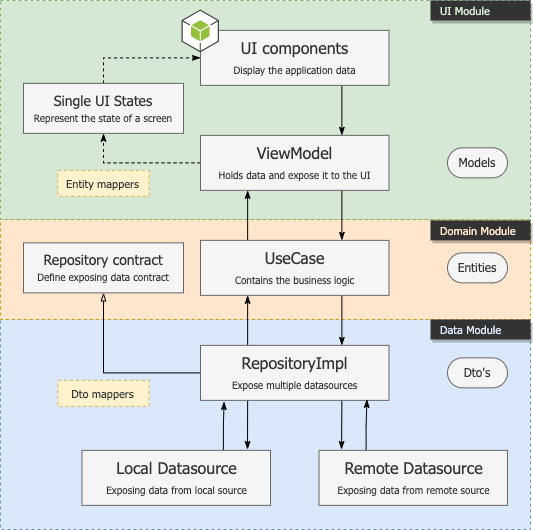 UI Module
UI components
Display the application data
Single UI States
Represent the state of a screen
ViewModel
Holds data and expose it to the UI
Models
Entity mappers
Domain Module
Repository contract
Define exposing data contract
UseCase
Contains the business logic
Entities
Data Module
RepositoryImpl
Expose multiple datasources
Dto's
Dto mappers
Local Datasource
Exposing data from local source
Remote Datasource
Exposing data from remote source